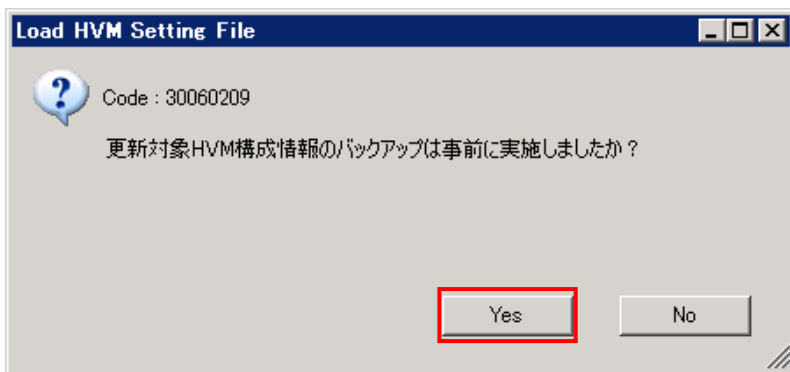 Load HVM Setting File
Code : 30060209
更新対象HVM構成情報のバックアップは事前に実施しましたか？
Yes No